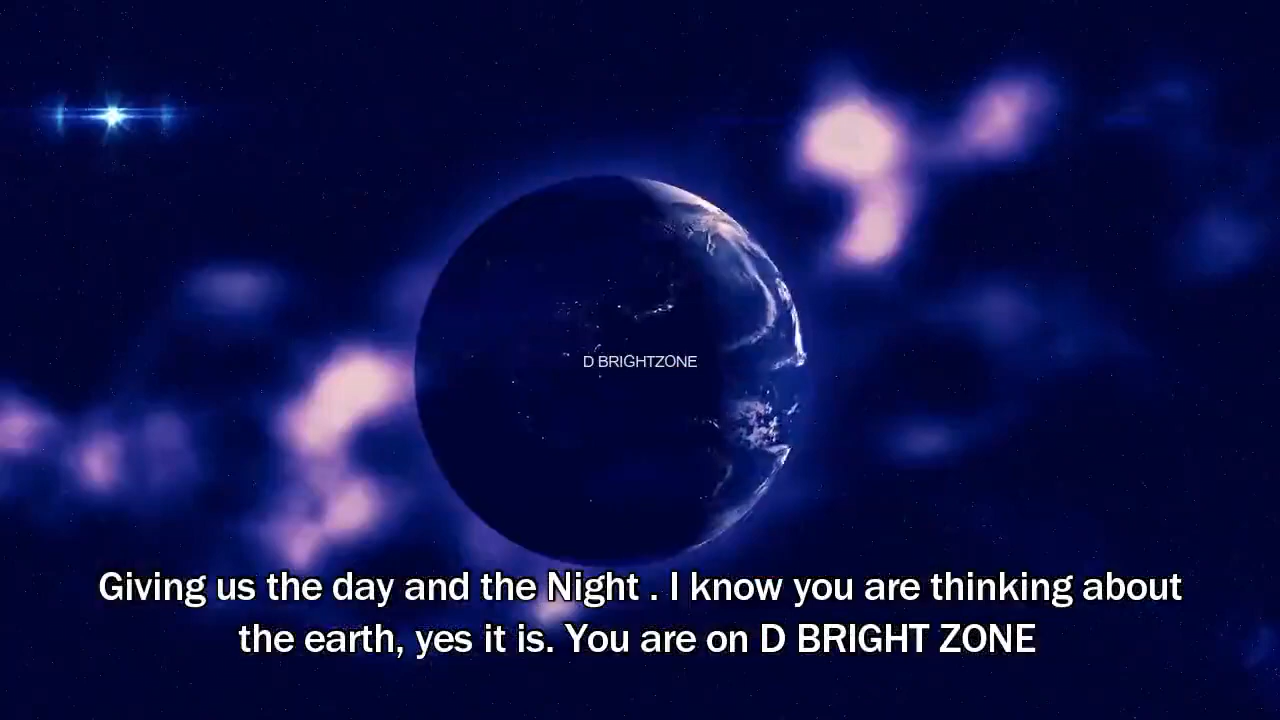 D BRIGHTZONE
Giving us the day and the Night . I know you are thinking about
the earth, yes it is. You are on D BRIGHT ZONE